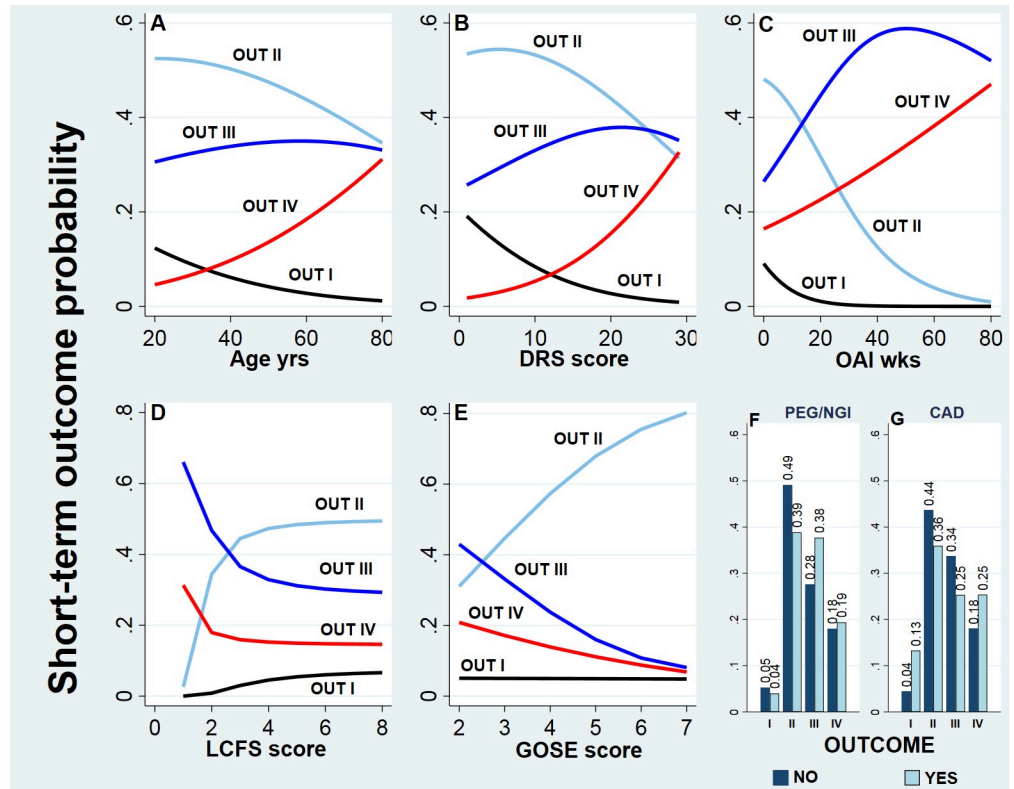 Short-term outcome probability
A
.6
.4
.2
0
OUT II
OUT III
OUT IV
OUT I
20 40 60 80
Age yrs
B
.6
.4
.2
0
OUT II
OUT III
OUT IV
OUT I
0 10 20 30
DRS score
C
.6
.4
.2
0
OUT III
OUT IV
OUT II
OUT I
0 20 40 60 80
OAI wks
D
.8
.6
.4
.2
0
OUT II
OUT III
OUT IV
OUT I
0 2 4 6 8
LCFS score
E
.8
.6
.4
.2
0
OUT II
OUT III
OUT IV
OUT I
2 3 4 5 6 7
GOSE score
F
PEG/NGI
.6
.5
.4
.3
.2
.1
0
0.05 0.04 0.49 0.39 0.28 0.38 0.18 0.19
I II III IV
G
CAD
.6
.5
.4
.3
.2
.1
0
0.04 0.13 0.44 0.36 0.34 0.25 0.18 0.25
I II III IV
OUTCOME
NO YES